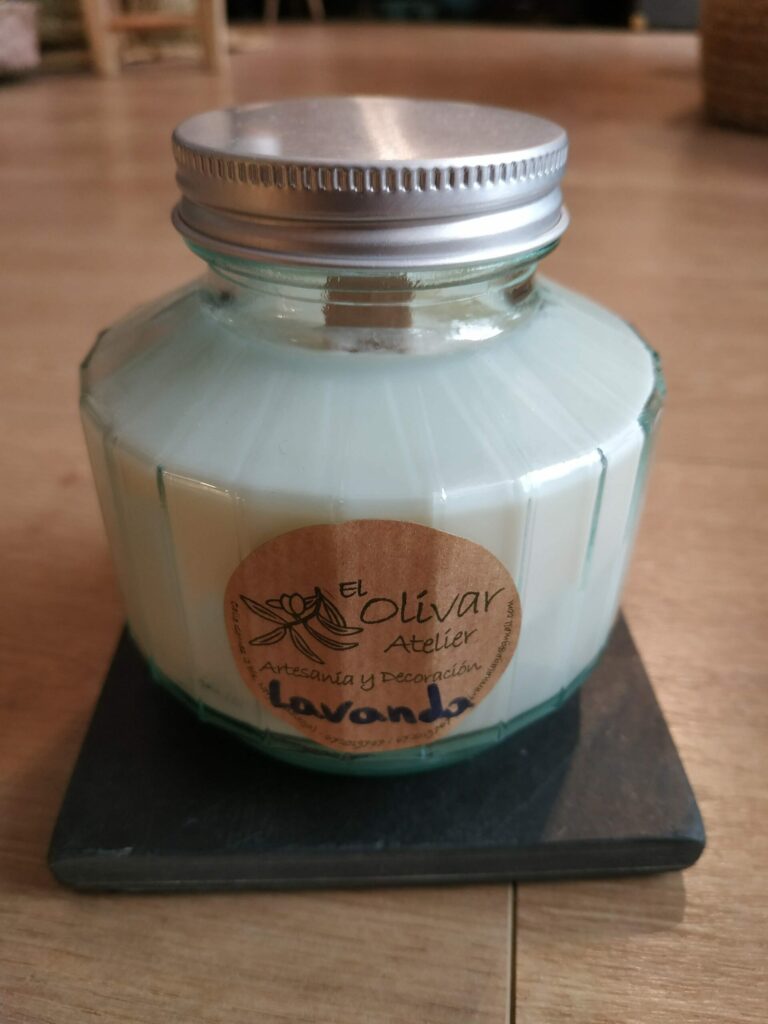 El
Olivar
Atelier
Artesanía y Decoración
Lavanda